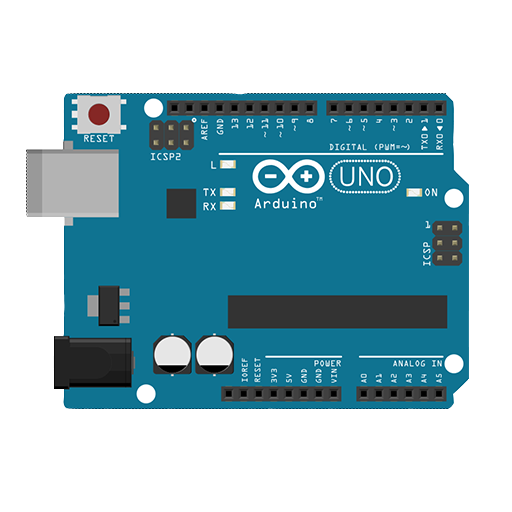 RESET
ICSP2
AREF
GND
13
12
~11
~10
~9
8
7
~6
~5
4
~3
2
TXO▶1
RXO◀0
DIGITAL (PWM=~)
L
TX
RX
UNO
Arduino™
ON
1
ICSP
IOREF
RESET
3V3
5V
GND
GND
VIN
POWER
ANALOG IN
A0
A1
A2
A3
A4
A5